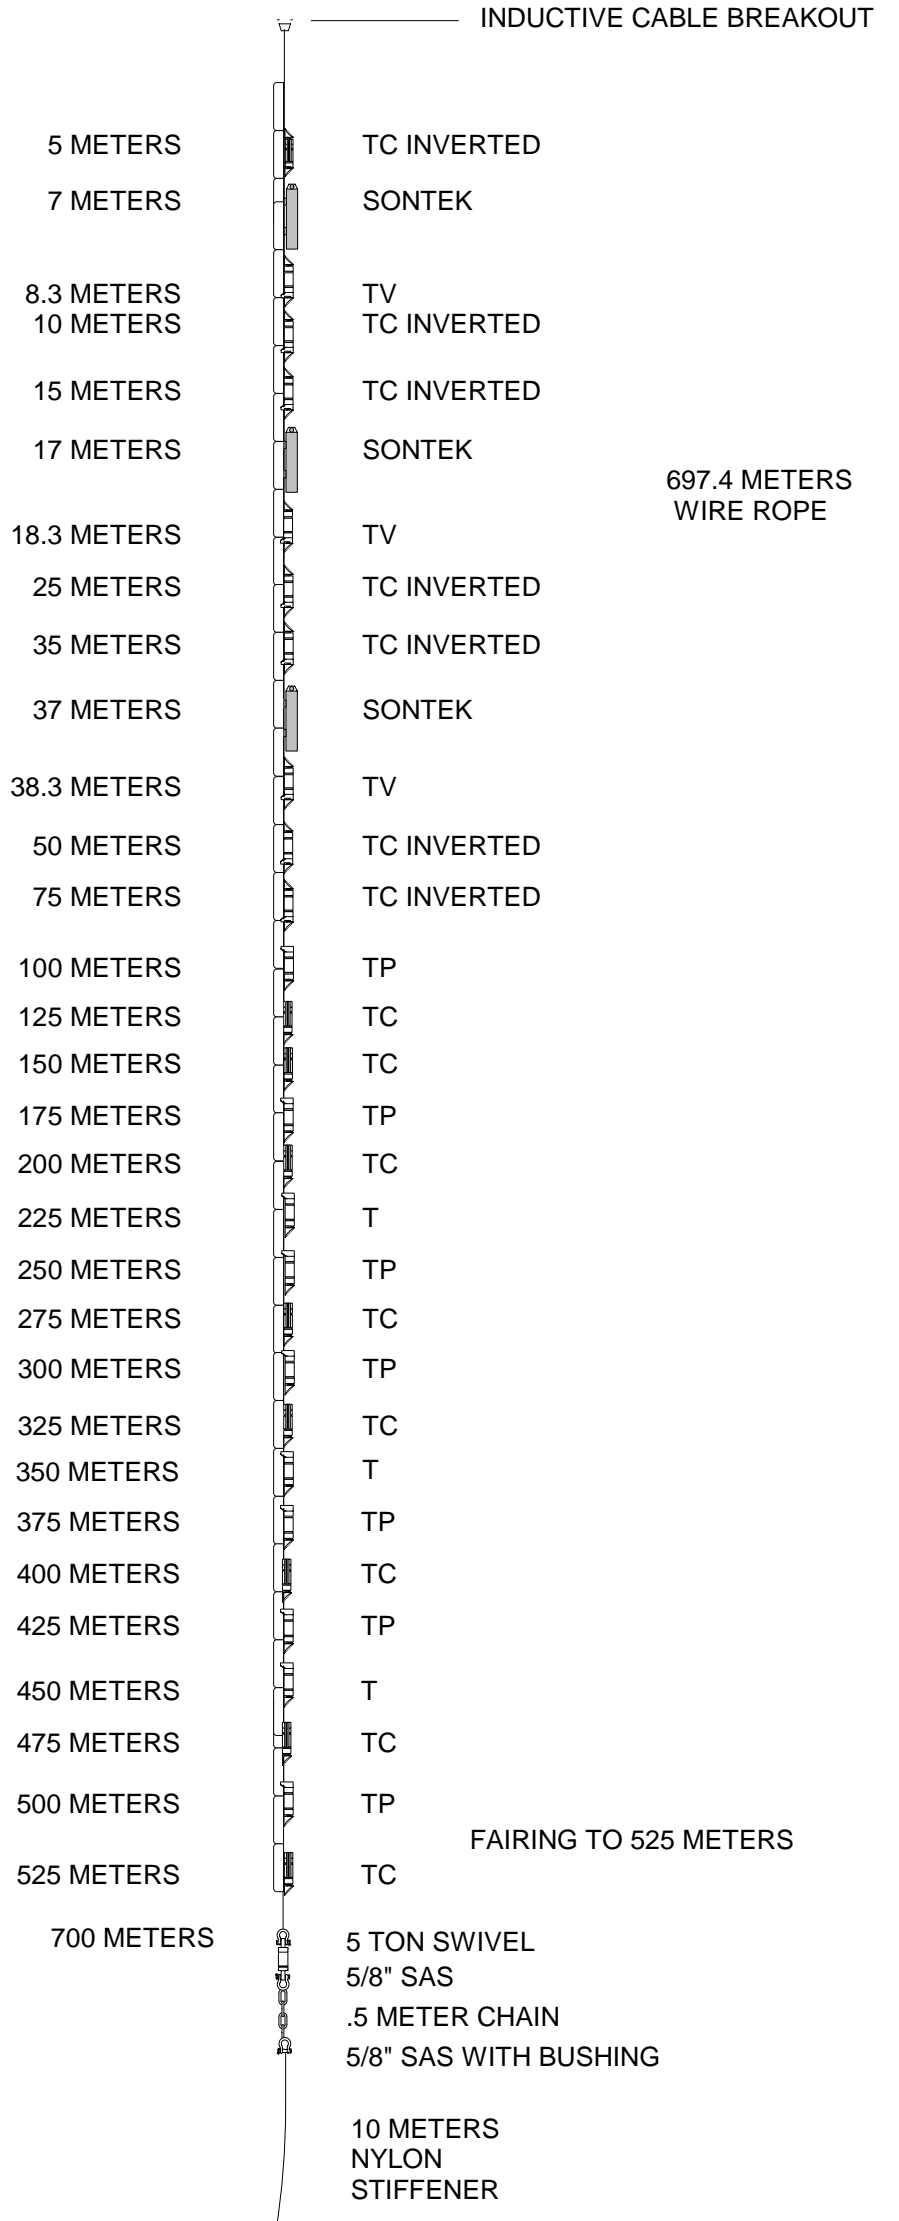 INDUCTIVE CABLE BREAKOUT
5 METERS TC INVERTED
7 METERS SONTEK
8.3 METERS TV
10 METERS TC INVERTED
15 METERS TC INVERTED
17 METERS SONTEK
697.4 METERS
WIRE ROPE
18.3 METERS TV
25 METERS TC INVERTED
35 METERS TC INVERTED
37 METERS SONTEK
38.3 METERS TV
50 METERS TC INVERTED
75 METERS TC INVERTED
100 METERS TP
125 METERS TC
150 METERS TC
175 METERS TP
200 METERS TC
225 METERS T
250 METERS TP
275 METERS TC
300 METERS TP
325 METERS TC
350 METERS T
375 METERS TP
400 METERS TC
425 METERS TP
450 METERS T
475 METERS TC
500 METERS TP
FAIRING TO 525 METERS
525 METERS TC
700 METERS 5 TON SWIVEL
5/8" SAS
.5 METER CHAIN
5/8" SAS WITH BUSHING
10 METERS
NYLON
STIFFENER